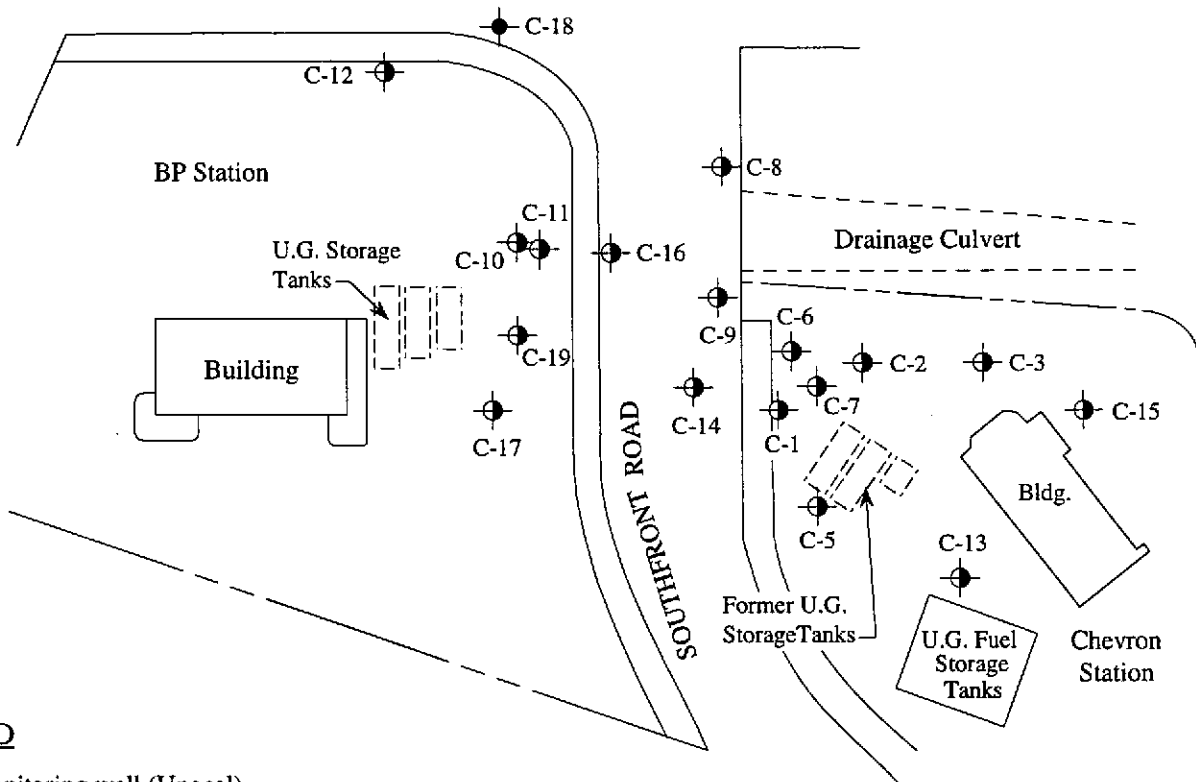 C-18
C-12
BP Station
C-8
C-11
U.G. Storage
Tanks
C-10
C-16
Drainage Culvert
C-9
C-6
C-19
Building
C-2
C-3
C-7
C-15
C-14
C-1
C-17
SOUTHFRONT ROAD
Bldg.
C-5
C-13
Former U.G.
StorageTanks
U.G. Fuel
Storage
Tanks
Chevron
Station